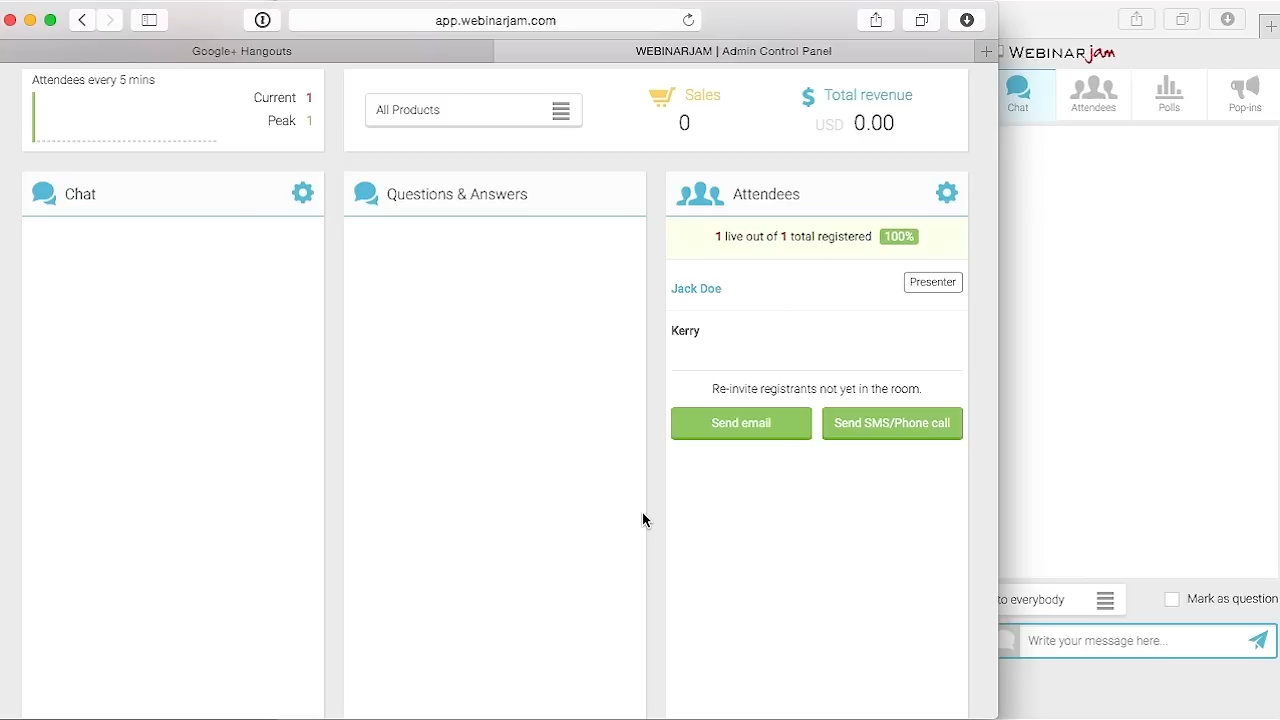 app.webinarjam.com
Google+ Hangouts
WEBINARJAM | Admin Control Panel
WEBINARjam
Attendees every 5 mins
Current 1
Peak 1
All Products
Sales
0
Total revenue
USD 0.00
Chat
Attendees
Polls
Pop-ins
Chat
Questions & Answers
Attendees
1 live out of 1 total registered 100%
Jack Doe
Presenter
Kerry
Re-invite registrants not yet in the room.
Send email
Send SMS/Phone call
to everybody
Mark as question
Write your message here...